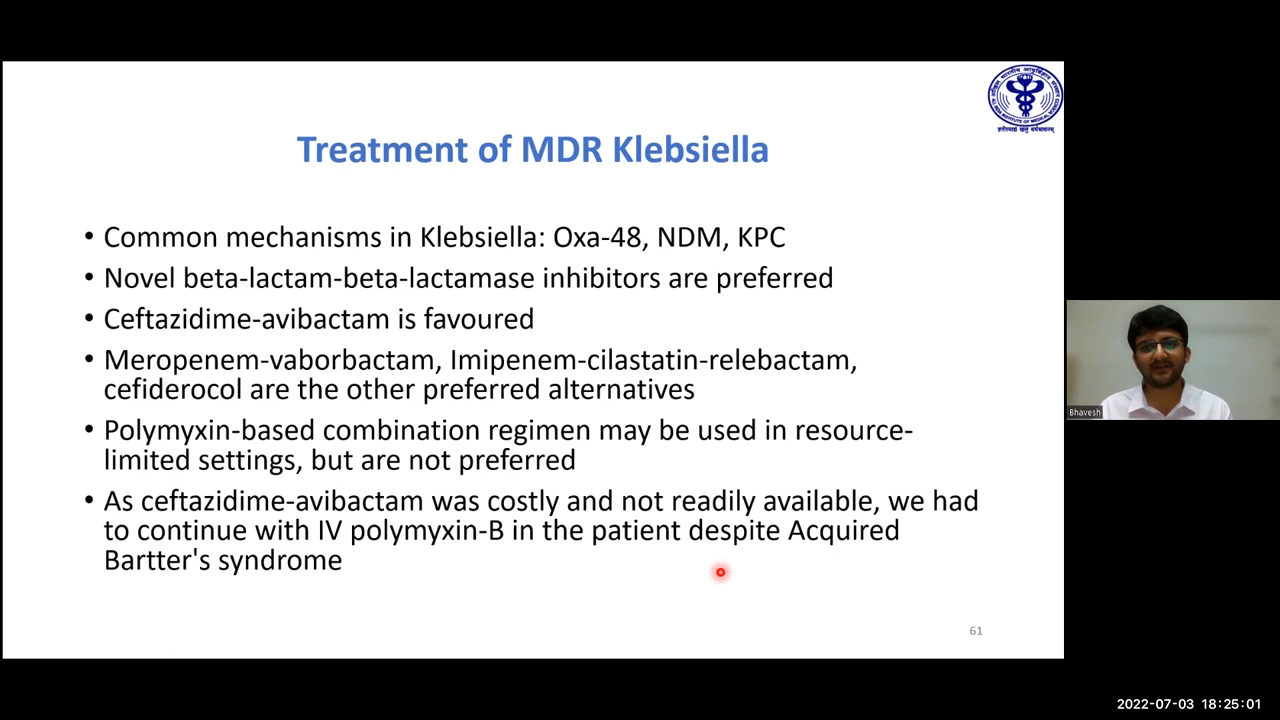 Treatment of MDR Klebsiella
• Common mechanisms in Klebsiella: Oxa-48, NDM, KPC
• Novel beta-lactam-beta-lactamase inhibitors are preferred
• Ceftazidime-avibactam is favoured
• Meropenem-vaborbactam, Imipenem-cilastatin-relebactam,
cefiderocol are the other preferred alternatives
• Polymyxin-based combination regimen may be used in resource-
limited settings, but are not preferred
• As ceftazidime-avibactam was costly and not readily available, we had
to continue with IV polymyxin-B in the patient despite Acquired
Bartter's syndrome
61
Bhavesh
2022-07-03 18:25:01